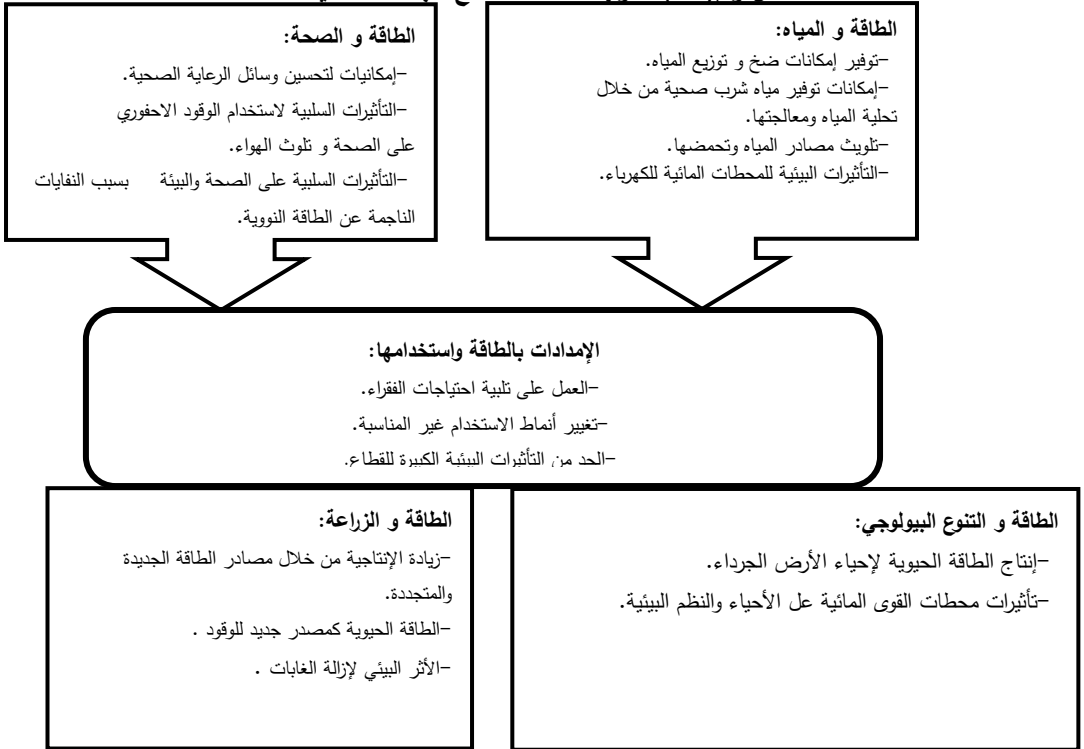 الطاقة و المياه:
–توفير إمكانات ضخ و توزيع المياه.
–إمكانات توفير مياه شرب صحية من خلال
تحلية المياه ومعالجتها.
–تلويث مصادر المياه وتحمضها.
–التأثيرات البيئية للمحطات المائية للكهرباء.
الطاقة و الصحة:
–إمكانيات لتحسين وسائل الرعاية الصحية.
–التأثيرات السلبية لاستخدام الوقود الاحفوري
على الصحة و تلوث الهواء.
–التأثيرات السلبية على الصحة والبيئة بسبب النفايات
الناجمة عن الطاقة النووية.
الإمدادات بالطاقة واستخدامها:
–العمل على تلبية احتياجات الفقراء.
–تغيير أنماط الاستخدام غير المناسبة.
–الحد من التأثيرات البيئية الكبيرة للقطاع.
الطاقة و التنوع البيولوجي:
–إنتاج الطاقة الحيوية لإحياء الأرض الجرداء.
–تأثيرات محطات القوى المائية عل الأحياء والنظم البيئية.
الطاقة و الزراعة:
–زيادة الإنتاجية من خلال مصادر الطاقة الجديدة
والمتجددة.
–الطاقة الحيوية كمصدر جديد للوقود .
–الأثر البيئي لإزالة الغابات .